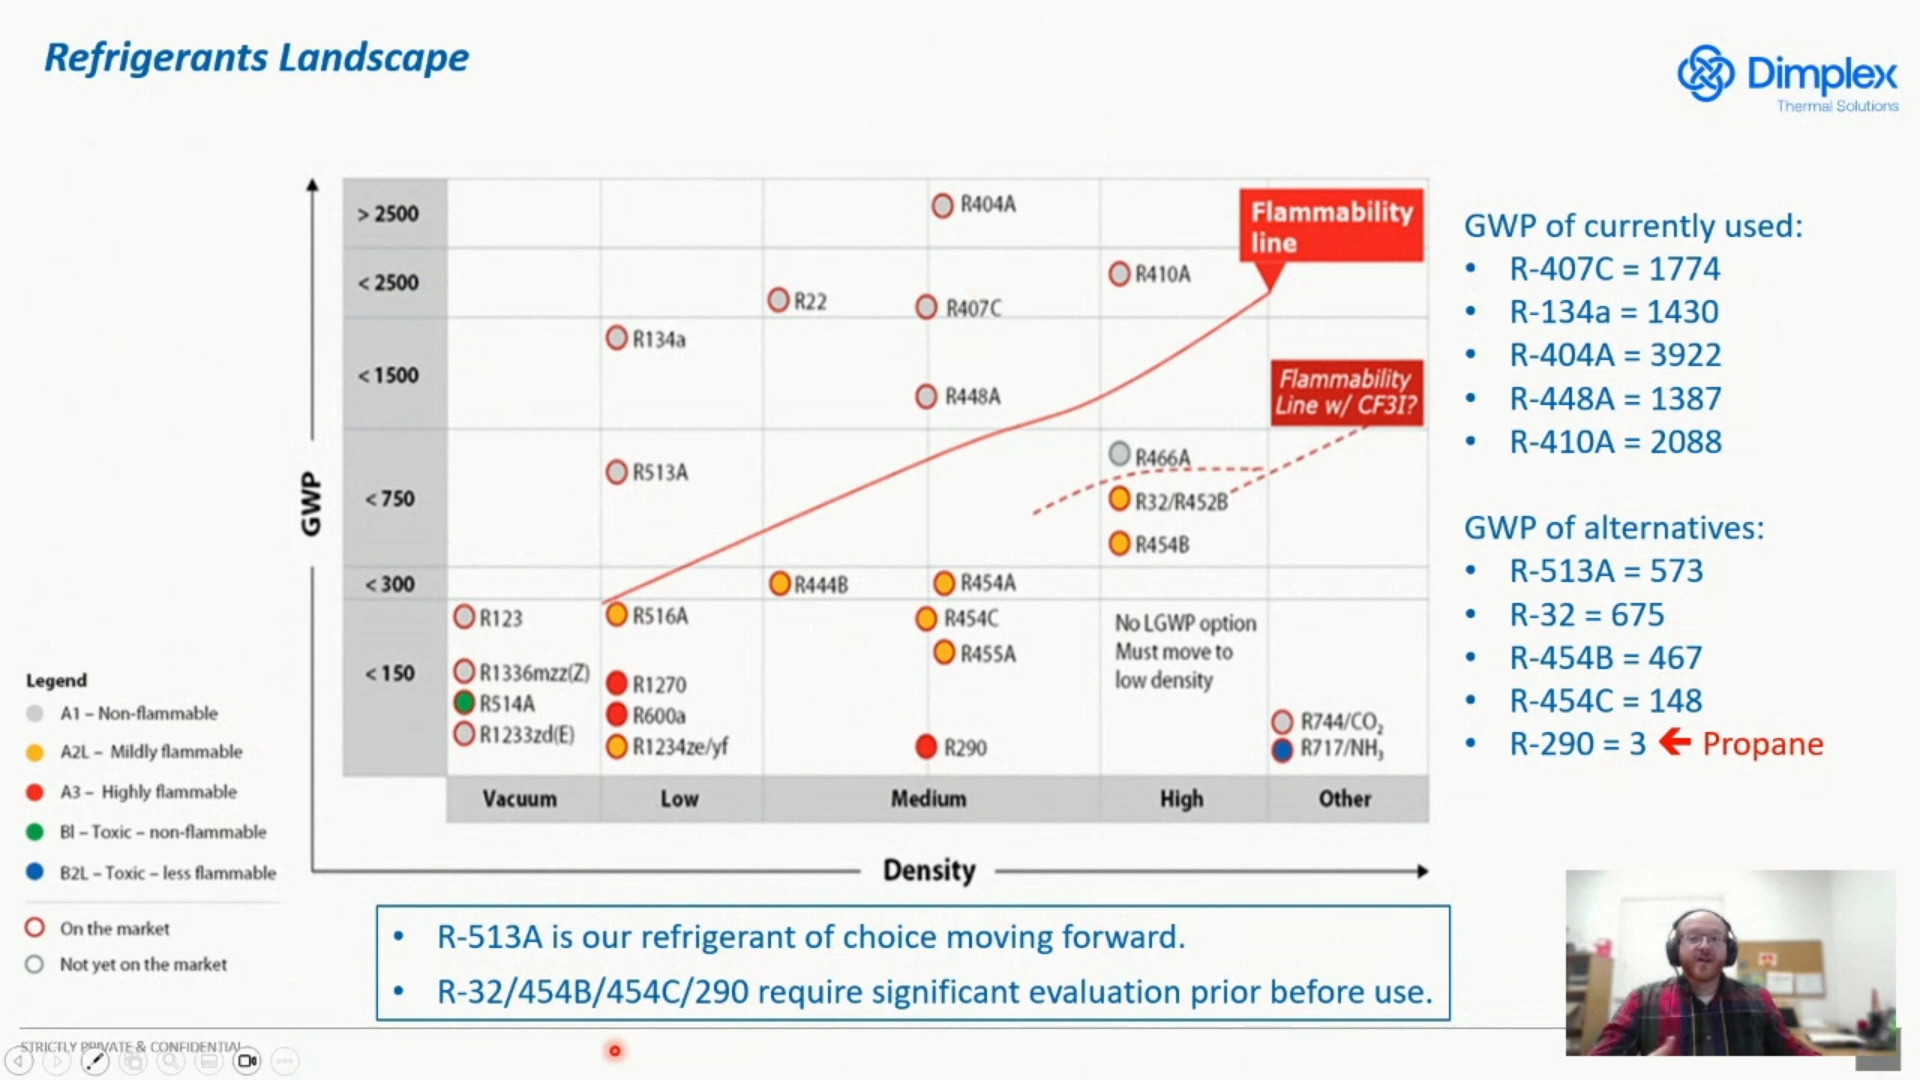 Refrigerants Landscape
Dimplex
Thermal Solutions
GWP
> 2500
< 2500
< 1500
< 750
< 300
< 150
R404A
R410A
R22
R407C
R134a
R448A
R513A
R466A
R32/R452B
R454B
R444B
R454A
R123
R516A
R454C
R455A
R1336mzz(Z)
R514A
R1233zd(E)
R1270
R600a
R1234ze/yf
R290
No LGWP option
Must move to
low density
R744/CO₂
R717/NH₃
Flammability
line
Flammability
Line w/ CF3I?
Vacuum
Low
Medium
High
Other
Density
Legend
A1 – Non-flammable
A2L – Mildly flammable
A3 – Highly flammable
Bl – Toxic – non-flammable
B2L – Toxic – less flammable
On the market
Not yet on the market
GWP of currently used:
• R-407C = 1774
• R-134a = 1430
• R-404A = 3922
• R-448A = 1387
• R-410A = 2088
GWP of alternatives:
• R-513A = 573
• R-32 = 675
• R-454B = 467
• R-454C = 148
• R-290 = 3 ← Propane
• R-513A is our refrigerant of choice moving forward.
• R-32/454B/454C/290 require significant evaluation prior before use.
STRICTLY PRIVATE & CONFIDENTIAL